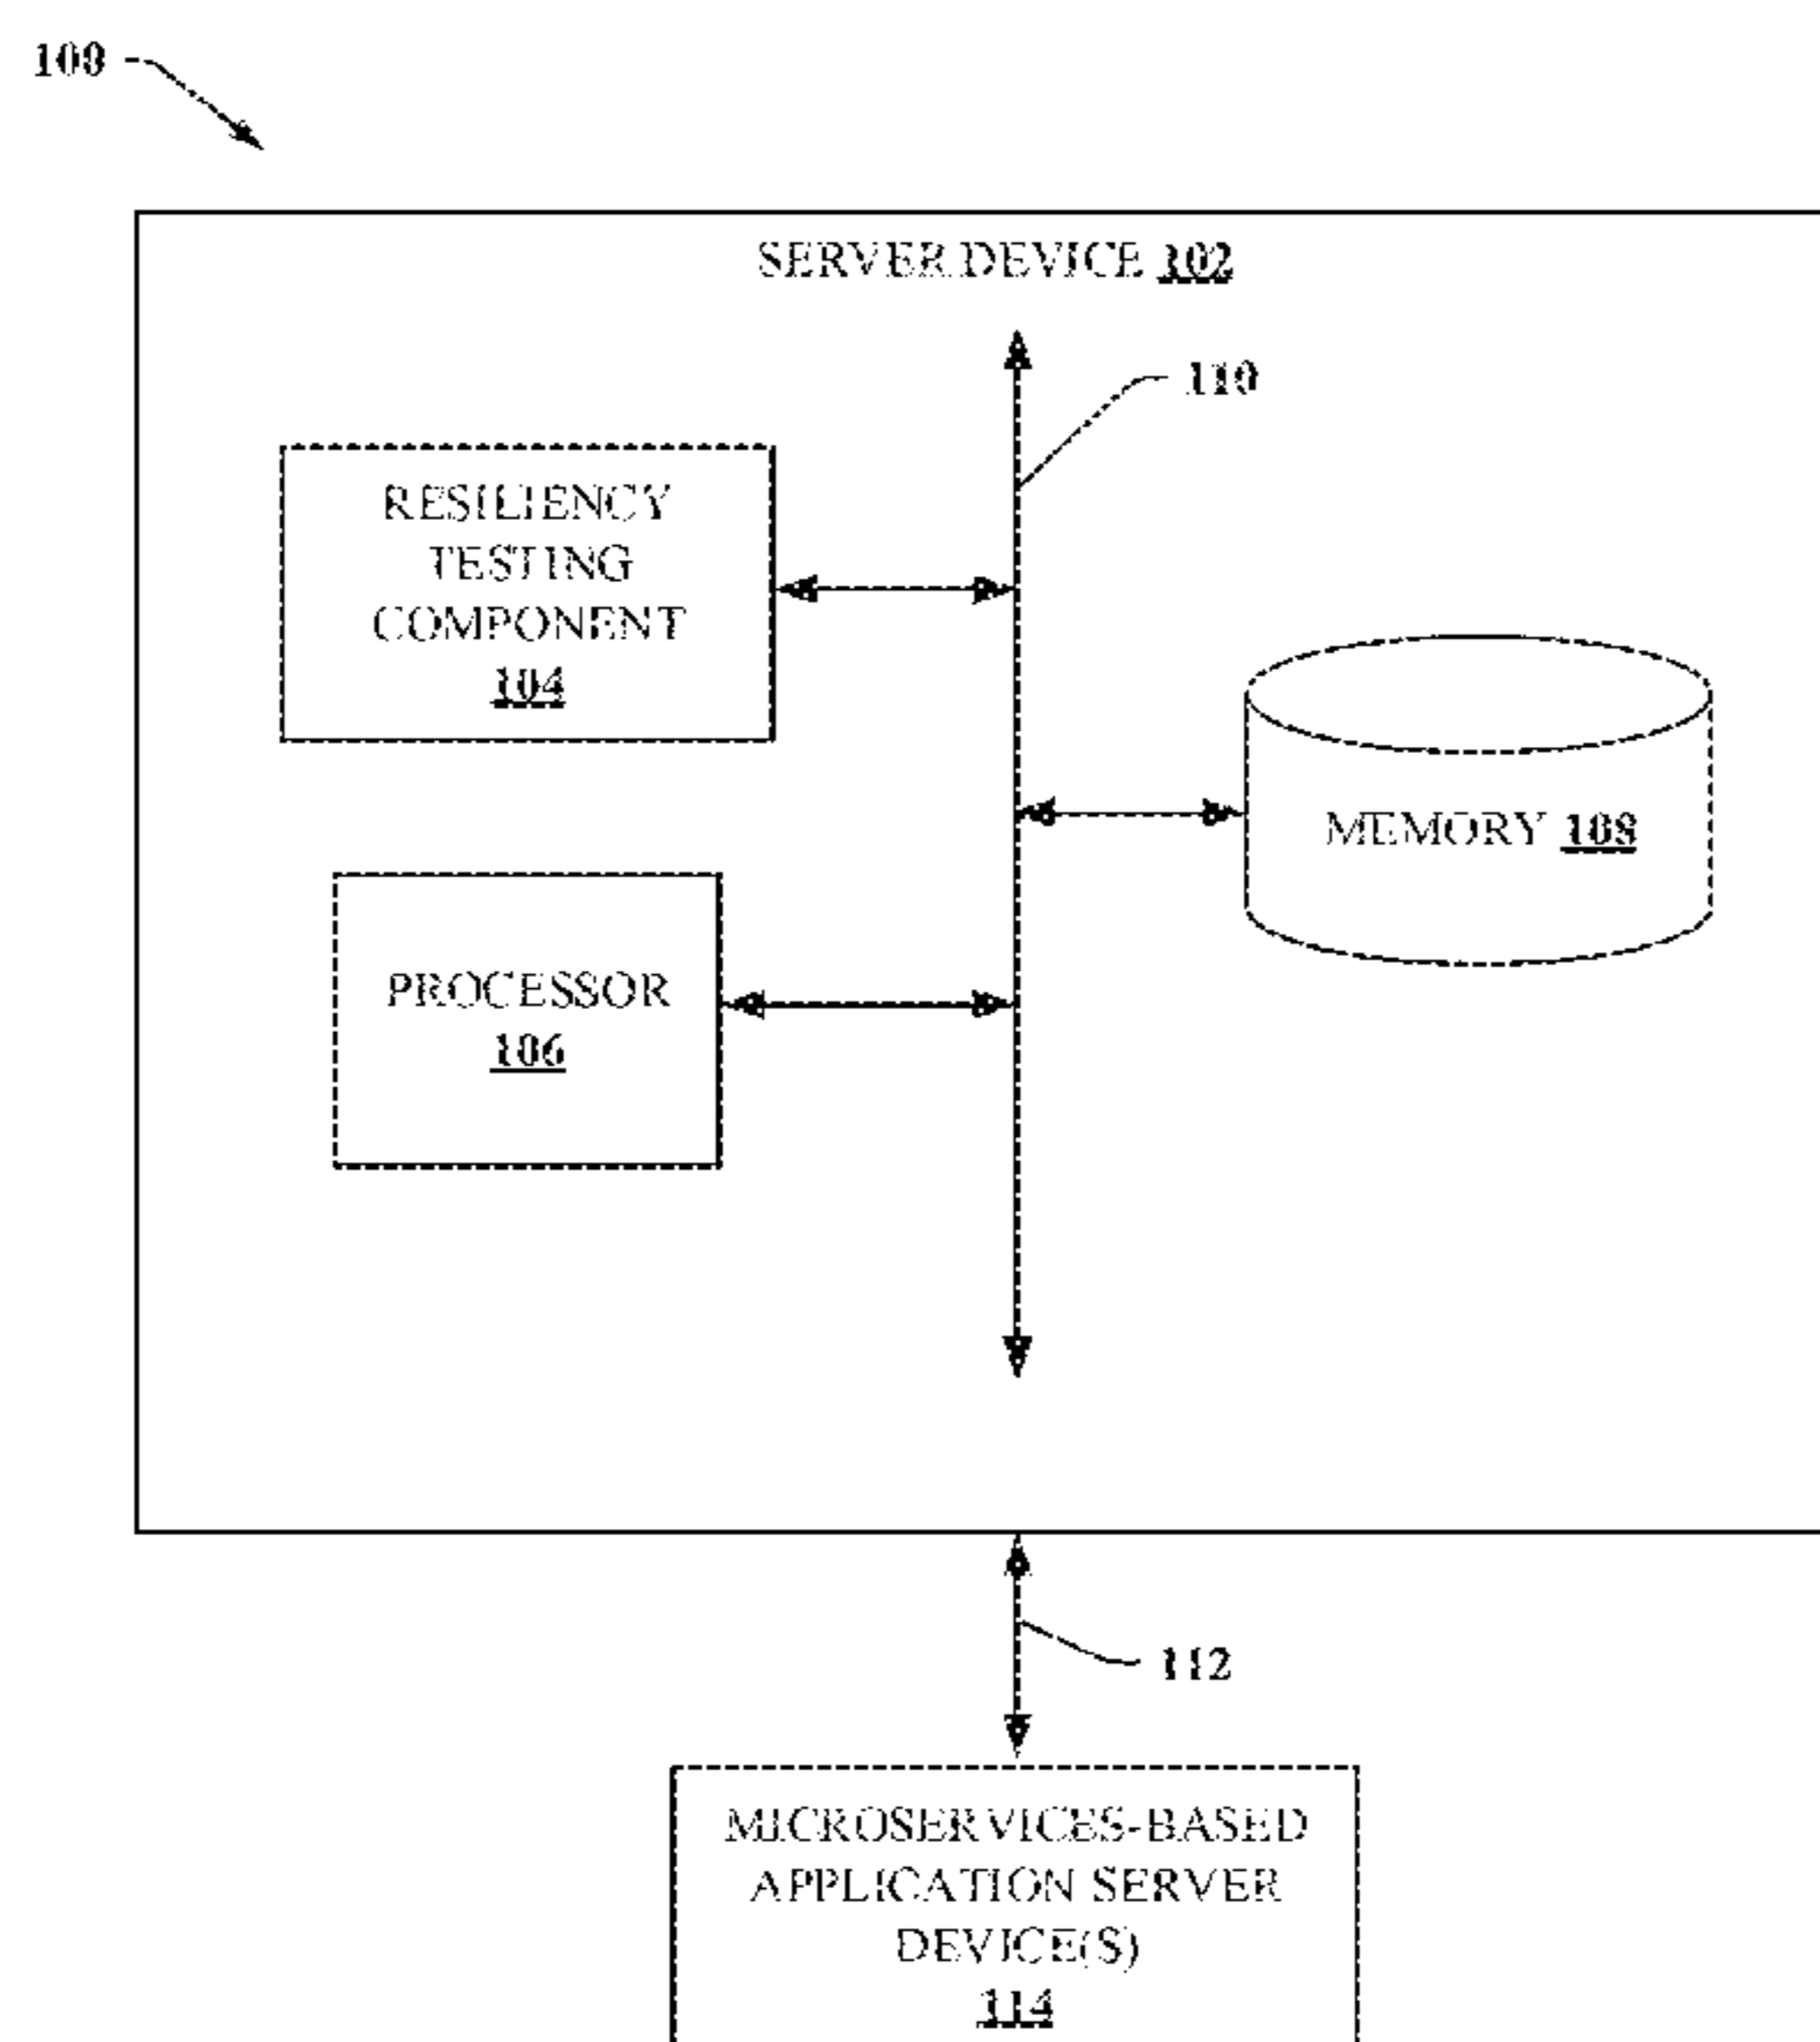 100
SERVER DEVICE 102
110
RESILIENCY
TESTING
COMPONENT
104
MEMORY 108
PROCESSOR
106
112
MICROSERVICES-BASED
APPLICATION SERVER
DEVICE(S)
114